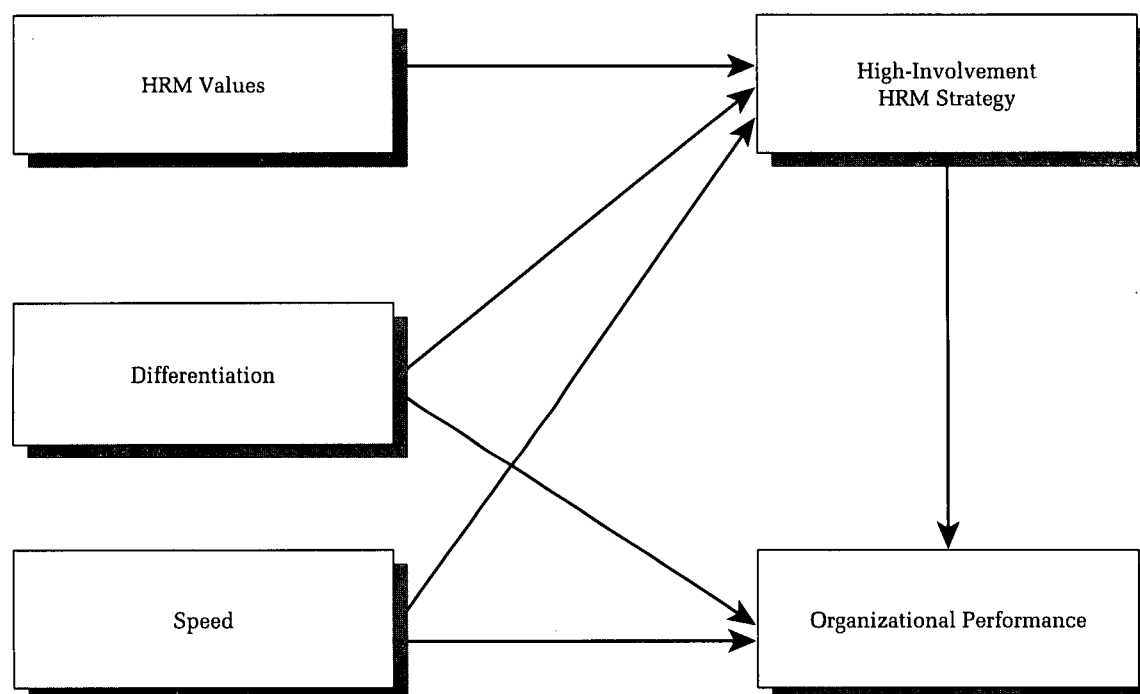 HRM Values
High-Involvement
HRM Strategy
Differentiation
Speed
Organizational Performance